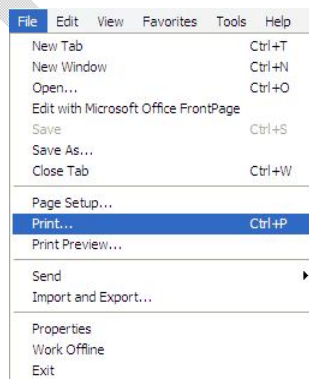 File Edit View Favorites Tools Help
New Tab Ctrl+T
New Window Ctrl+N
Open... Ctrl+O
Edit with Microsoft Office FrontPage
Save Ctrl+S
Save As...
Close Tab Ctrl+W
Page Setup...
Print... Ctrl+P
Print Preview...
Send
Import and Export...
Properties
Work Offline
Exit